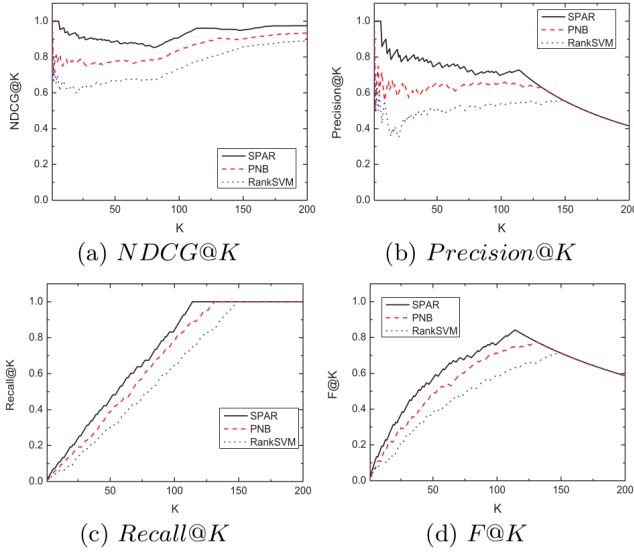 1.0
0.8
0.6
0.4
0.2
0.0
NDCG@K
50
100
150
200
K
SPAR
PNB
RankSVM
(a) NDCG@K
1.0
0.8
0.6
0.4
0.2
0.0
Precision@K
50
100
150
200
K
SPAR
PNB
RankSVM
(b) Precision@K
1.0
0.8
0.6
0.4
0.2
0.0
Recall@K
50
100
150
200
K
SPAR
PNB
RankSVM
(c) Recall@K
1.0
0.8
0.6
0.4
0.2
0.0
F@K
50
100
150
200
K
SPAR
PNB
RankSVM
(d) F@K